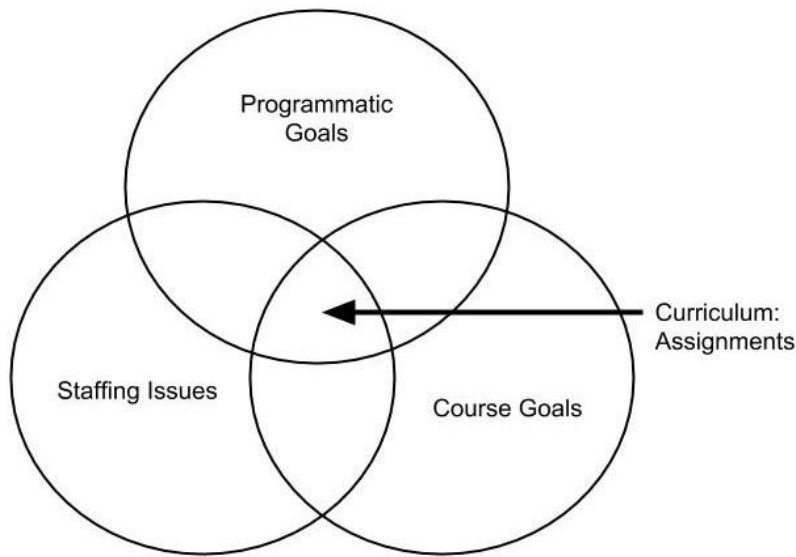 Programmatic
Goals
Curriculum:
Assignments
Staffing Issues
Course Goals